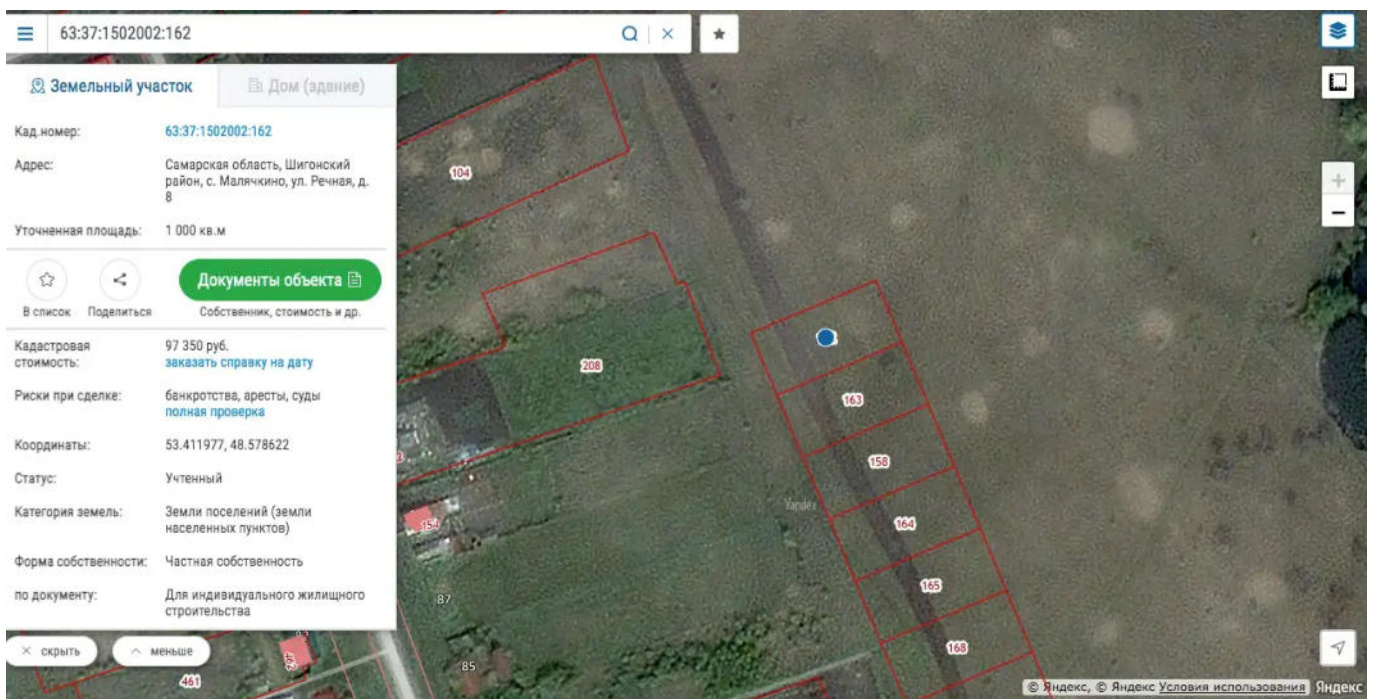 63:37:1502002:162
Земельный участок
Дом (здание)
Кад.номер:
63:37:1502002:162
Адрес:
Самарская область, Шигонский
район, с. Малячкино, ул. Речная, д.
8
Уточненная площадь:
1 000 кв.м
Документы объекта
В список
Поделиться
Собственник, стоимость и др.
Кадастровая
стоимость:
97 350 руб.
заказать справку на дату
Риски при сделке:
банкротства, аресты, суды
полная проверка
Координаты:
53.411977, 48.578622
Статус:
Учтенный
Категория земель:
Земли поселений (земли
населенных пунктов)
Форма собственности:
Частная собственность
по документу:
Для индивидуального жилищного
строительства
скрыть
меньше
104
208
163
158
Yandex
164
154
165
87
168
85
461
© Яндекс, © Яндекс Условия использования Яндекс